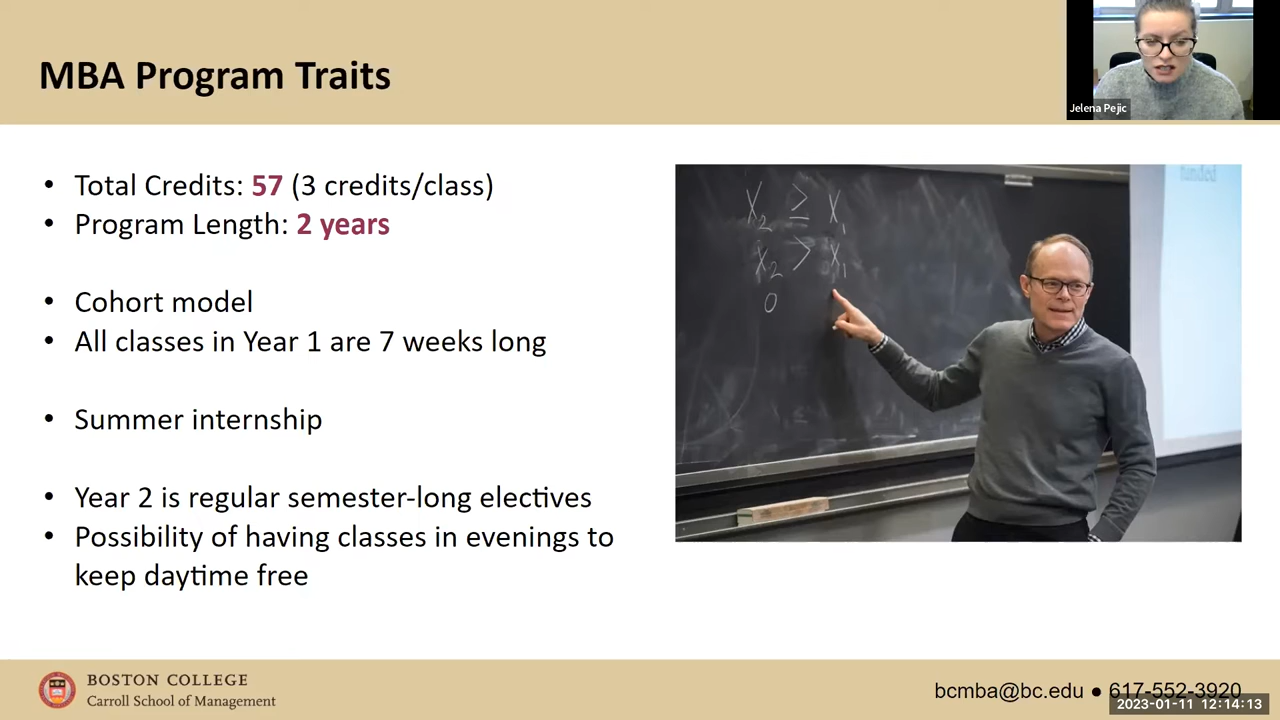 MBA Program Traits
Jelena Pejic
• Total Credits: 57 (3 credits/class)
• Program Length: 2 years
• Cohort model
• All classes in Year 1 are 7 weeks long
• Summer internship
• Year 2 is regular semester-long electives
• Possibility of having classes in evenings to
keep daytime free
funded
X₂ ≥ X₁
X₂ > X₁
0
BOSTON COLLEGE
Carroll School of Management
bcmba@bc.edu ● 617-552-3920
2023-01-11 12:14:13